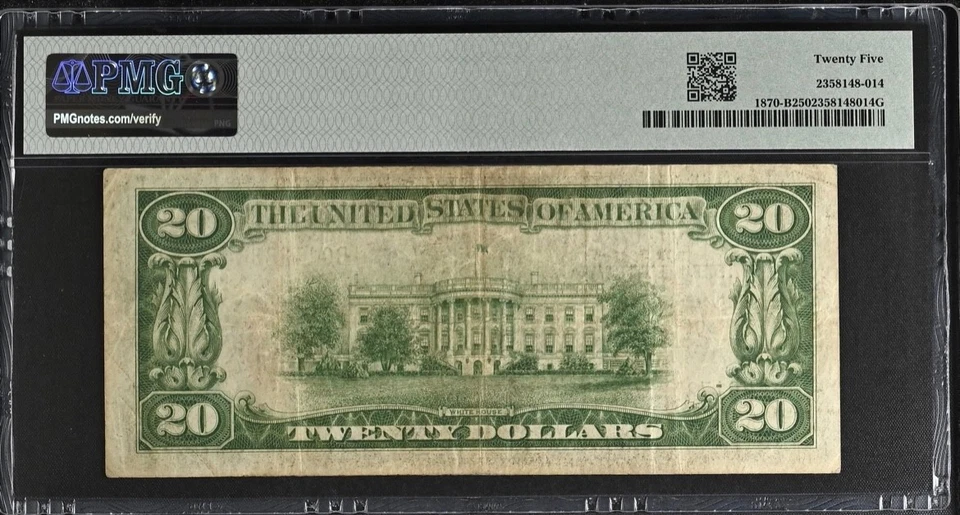 PMG
PMGnotes.com/verify
PNG
Twenty Five
2358148-014
1870-B2502358148014G
20 THE UNITED STATES OF AMERICA 20
WHITE HOUSE
20 TWENTY DOLLARS 20